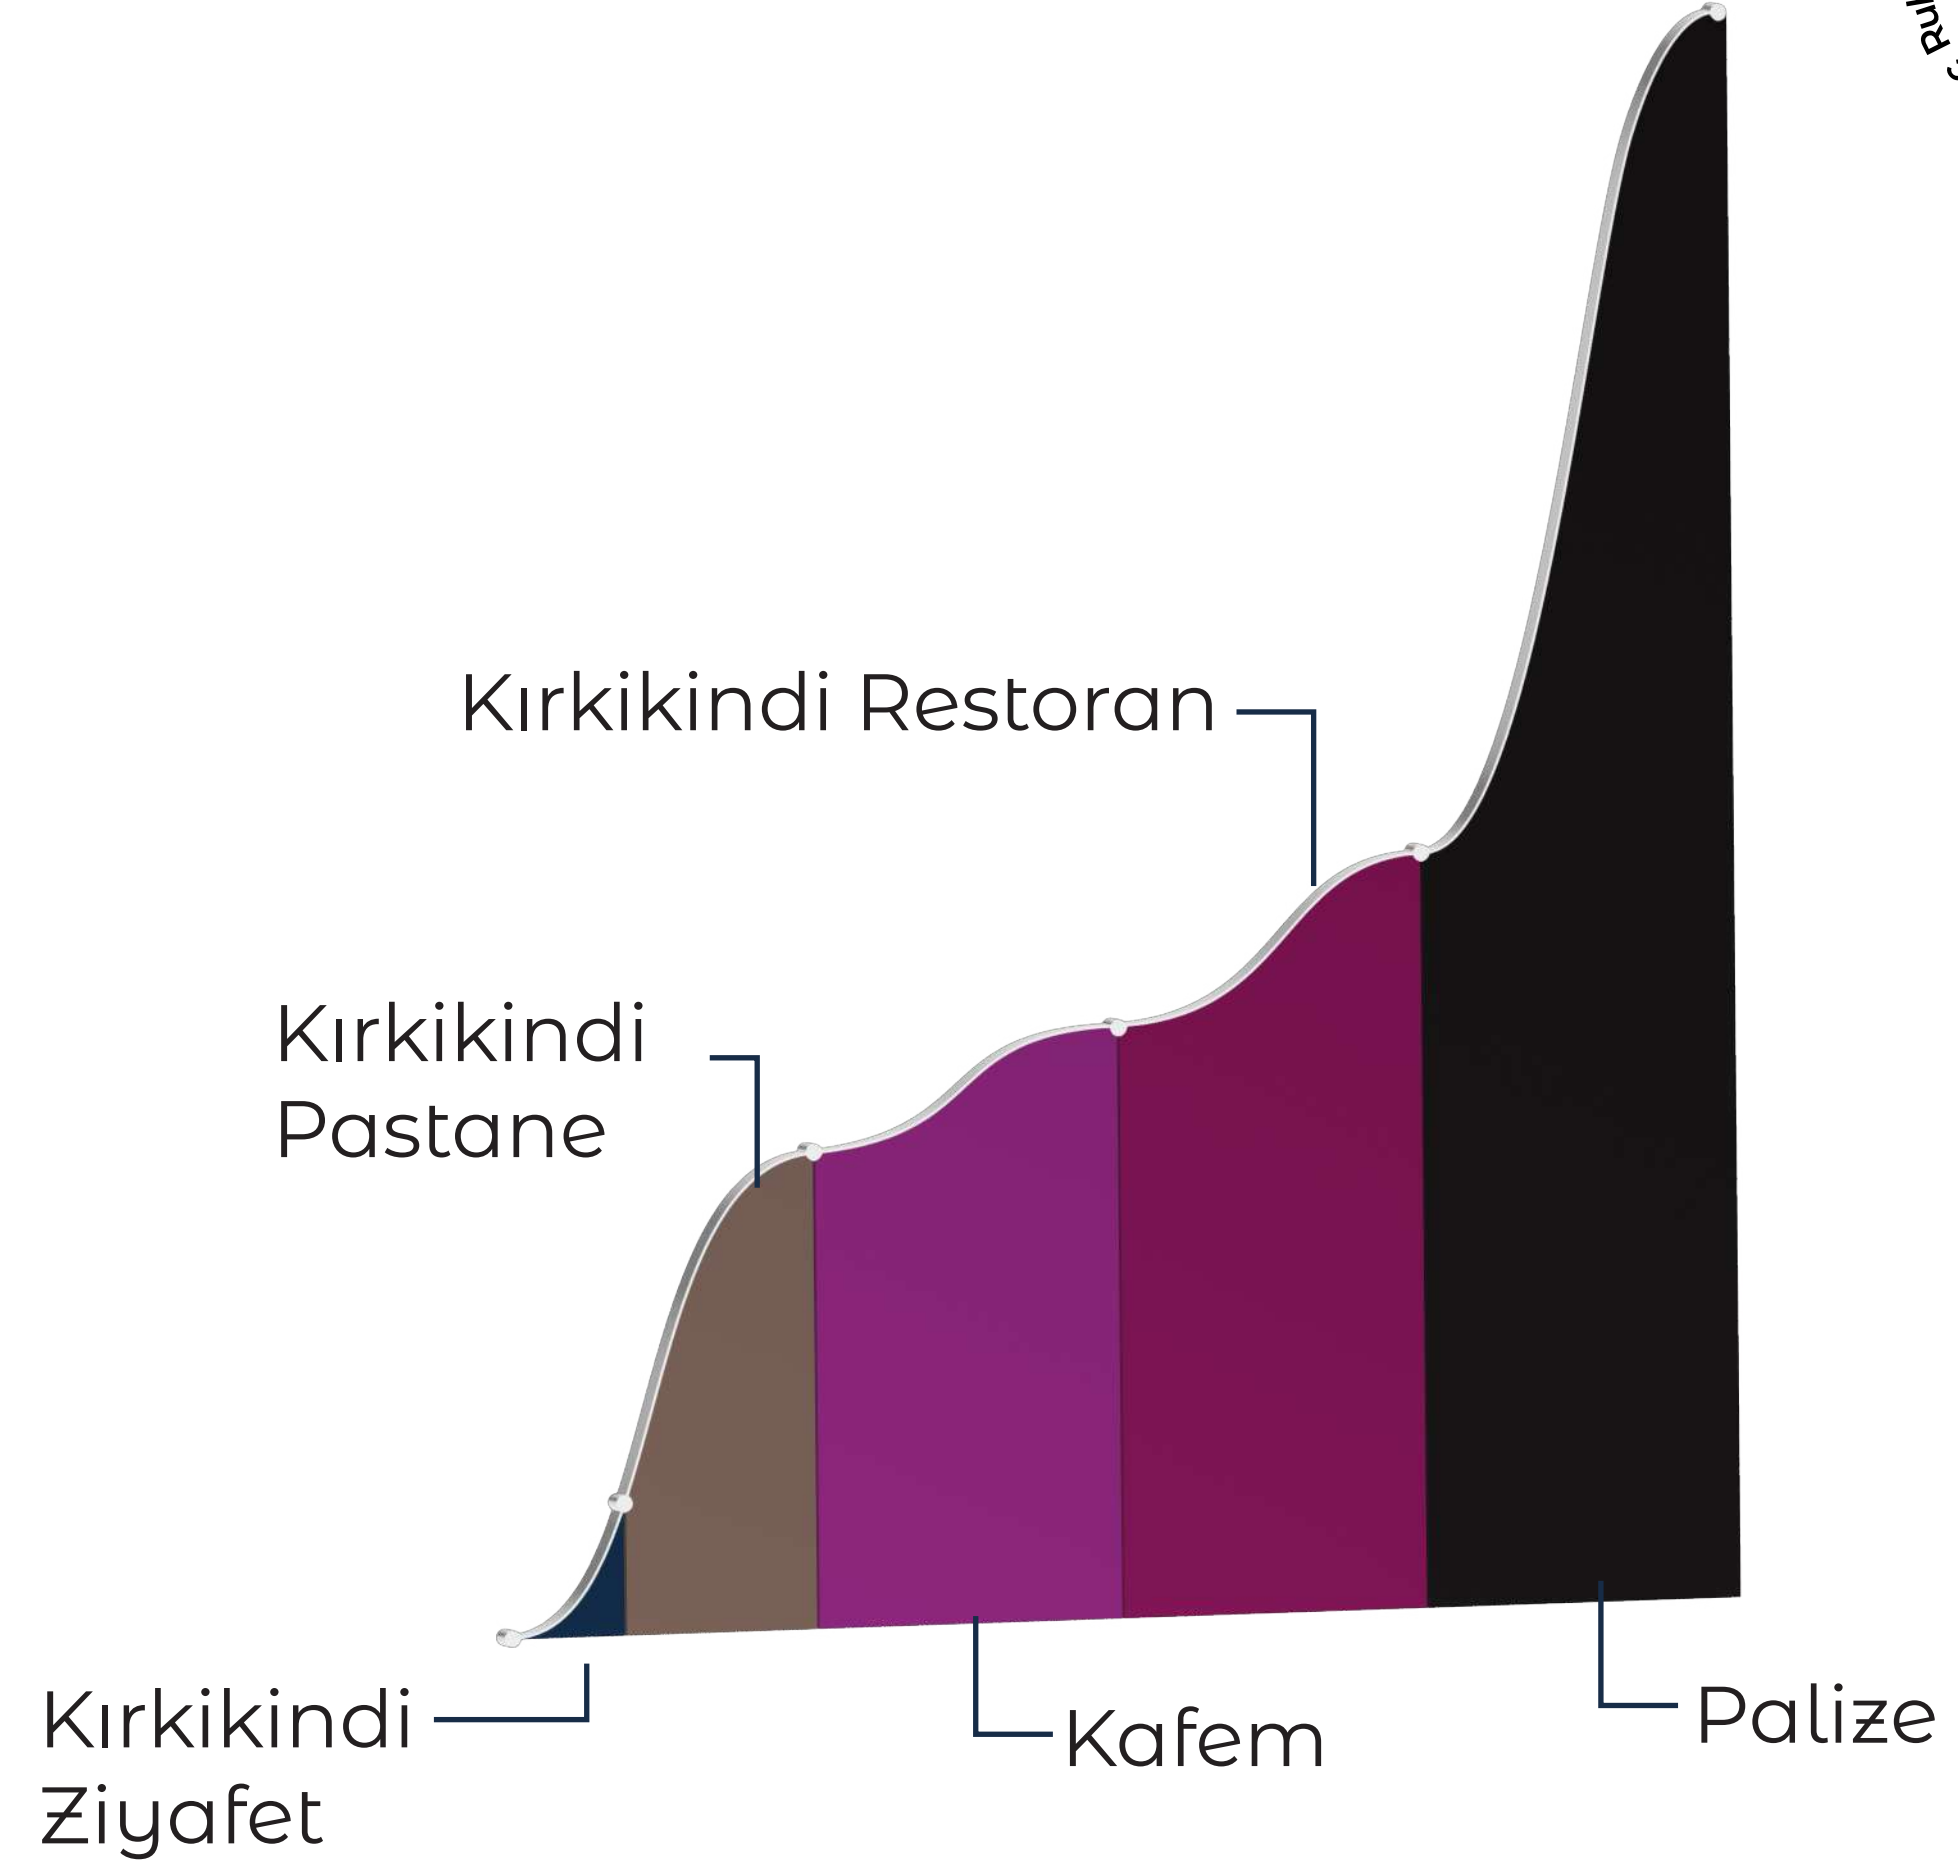 Kırkikindi Restoran
Kırkikindi
Pastane
Kırkikindi
Ziyafet
Kafem
Palize